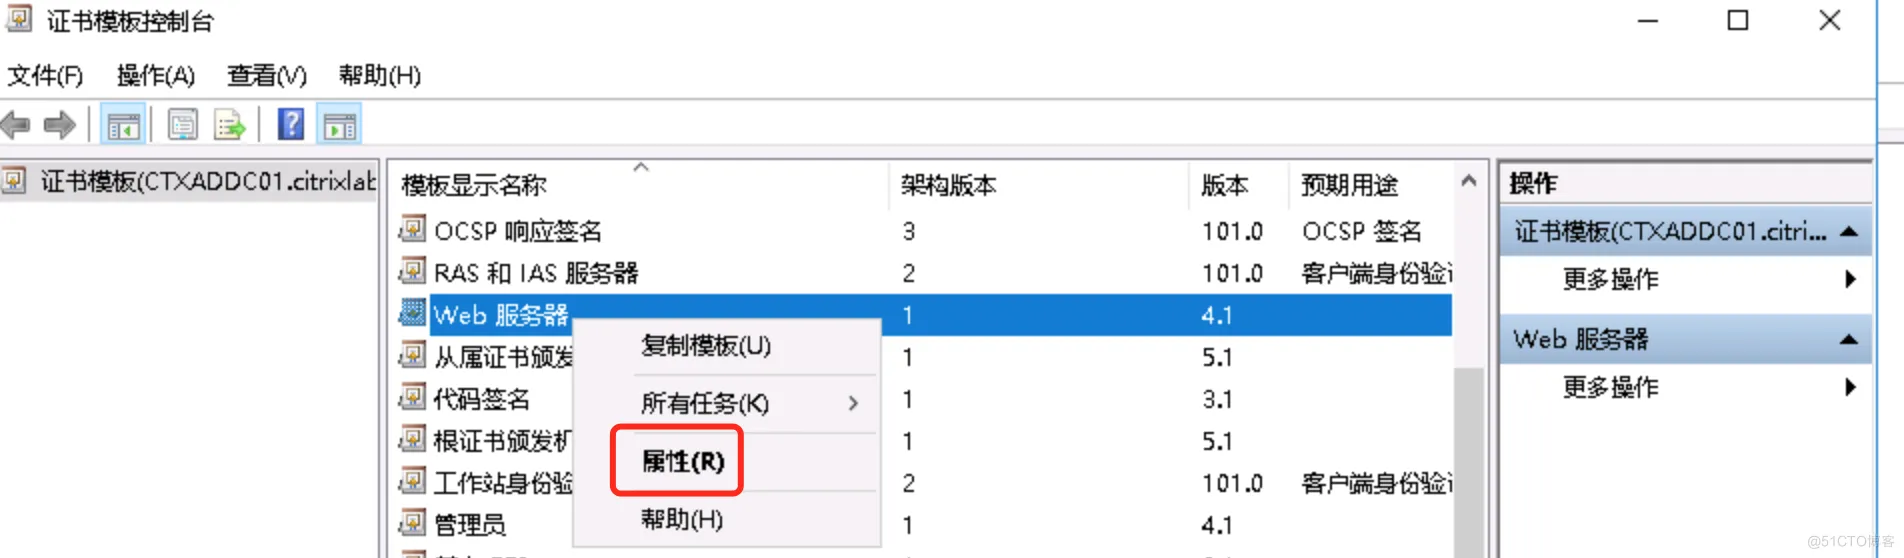 证书模板控制台
文件(F) 操作(A) 查看(V) 帮助(H)
证书模板(CTXADDC01.citrixlab
模板显示名称 架构版本 版本 预期用途
OCSP 响应签名 3 101.0 OCSP 签名
RAS 和 IAS 服务器 2 101.0 客户端身份验
Web 服务器 1 4.1
从属证书颁发 1 5.1
代码签名 1 3.1
根证书颁发机 1 5.1
工作站身份验 2 101.0 客户端身份验
管理员 1 4.1
复制模板(U)
所有任务(K)
属性(R)
帮助(H)
操作
证书模板(CTXADDC01.citri...
更多操作
Web 服务器
更多操作
@51CTO博客